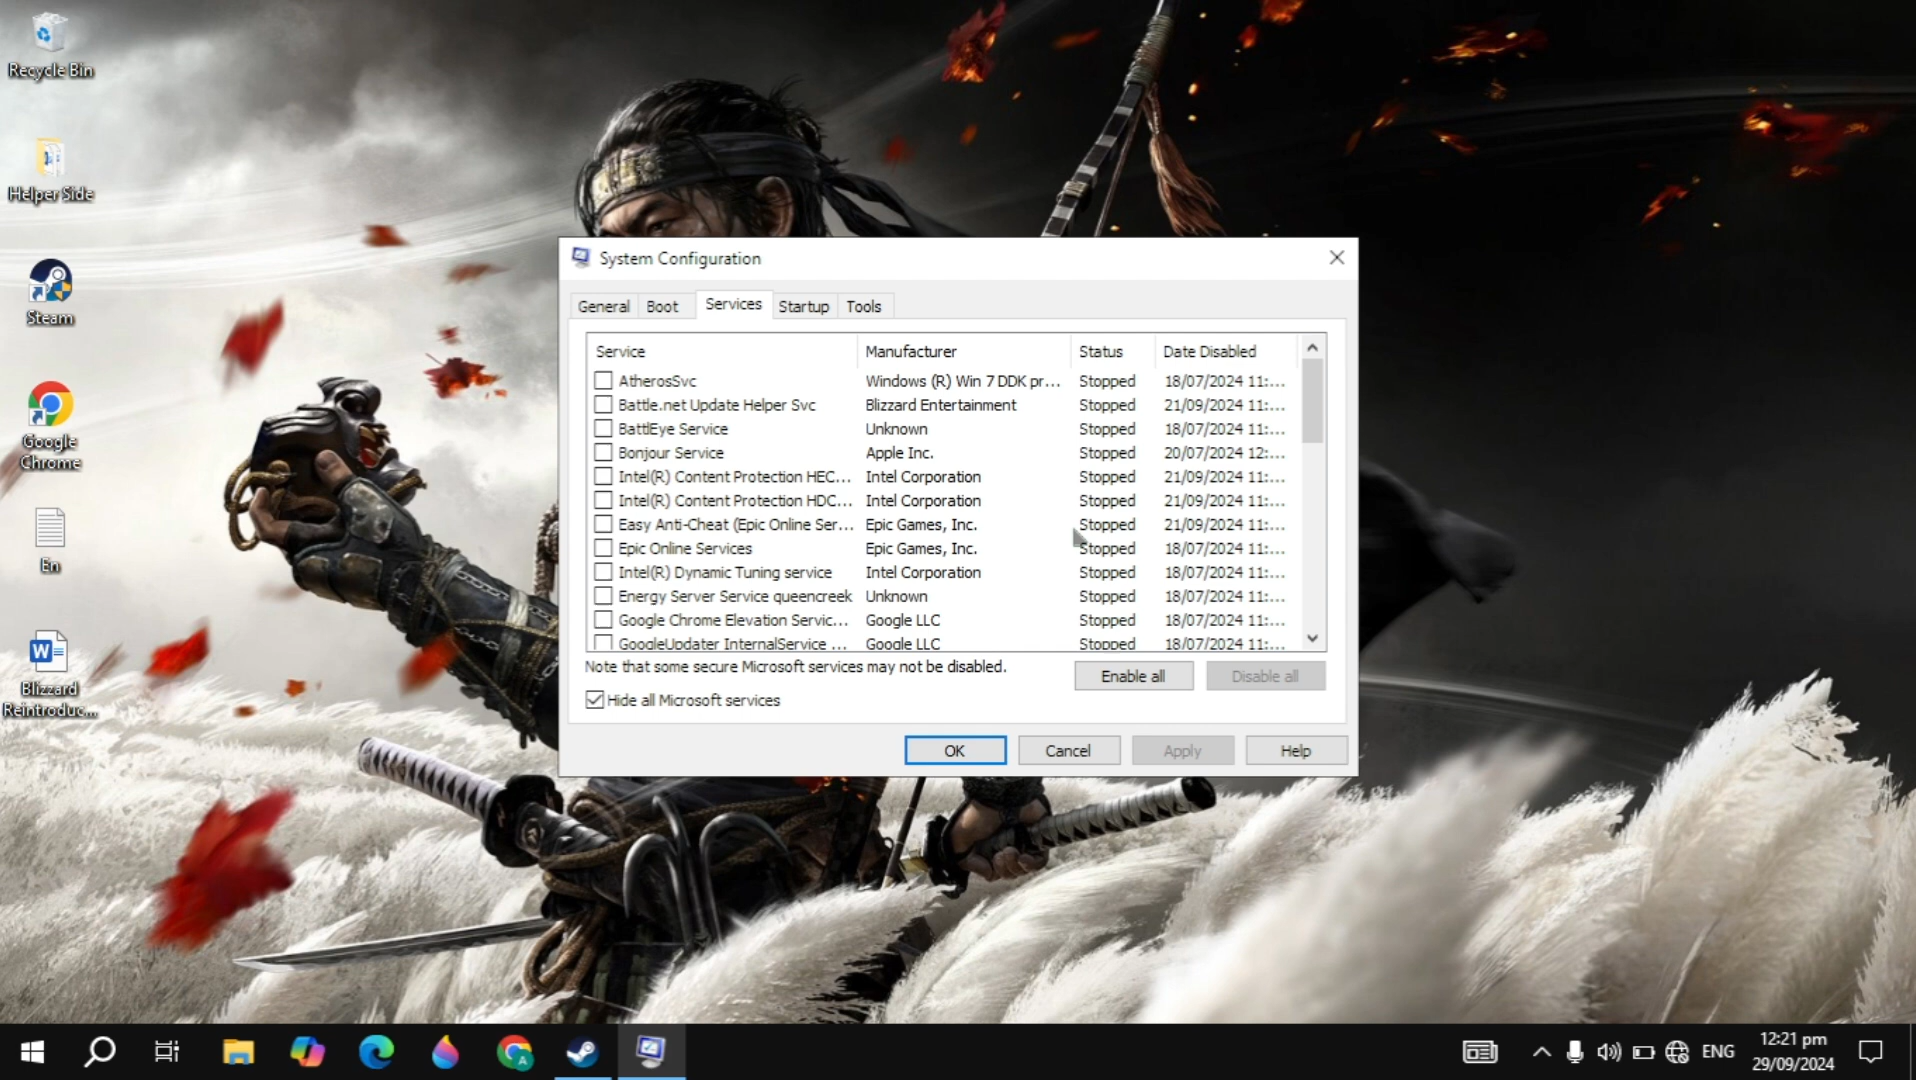 Recycle Bin
Helper Side
Steam
Google
Chrome
En
Blizzard
Reintroduc...
System Configuration
General Boot Services Startup Tools
Service Manufacturer Status Date Disabled
AtherosSvc Windows (R) Win 7 DDK pr... Stopped 18/07/2024 11:...
Battle.net Update Helper Svc Blizzard Entertainment Stopped 21/09/2024 11:...
BattlEye Service Unknown Stopped 18/07/2024 11:...
Bonjour Service Apple Inc. Stopped 20/07/2024 12:...
Intel(R) Content Protection HEC... Intel Corporation Stopped 21/09/2024 11:...
Intel(R) Content Protection HDC... Intel Corporation Stopped 21/09/2024 11:...
Easy Anti-Cheat (Epic Online Ser... Epic Games, Inc. Stopped 21/09/2024 11:...
Epic Online Services Epic Games, Inc. Stopped 18/07/2024 11:...
Intel(R) Dynamic Tuning service Intel Corporation Stopped 18/07/2024 11:...
Energy Server Service queencreek Unknown Stopped 18/07/2024 11:...
Google Chrome Elevation Servic... Google LLC Stopped 18/07/2024 11:...
GoogleUpdater InternalService ... Google LLC Stopped 18/07/2024 11:...
Note that some secure Microsoft services may not be disabled.
Enable all Disable all
Hide all Microsoft services
OK Cancel Apply Help
ENG
12:21 pm
29/09/2024